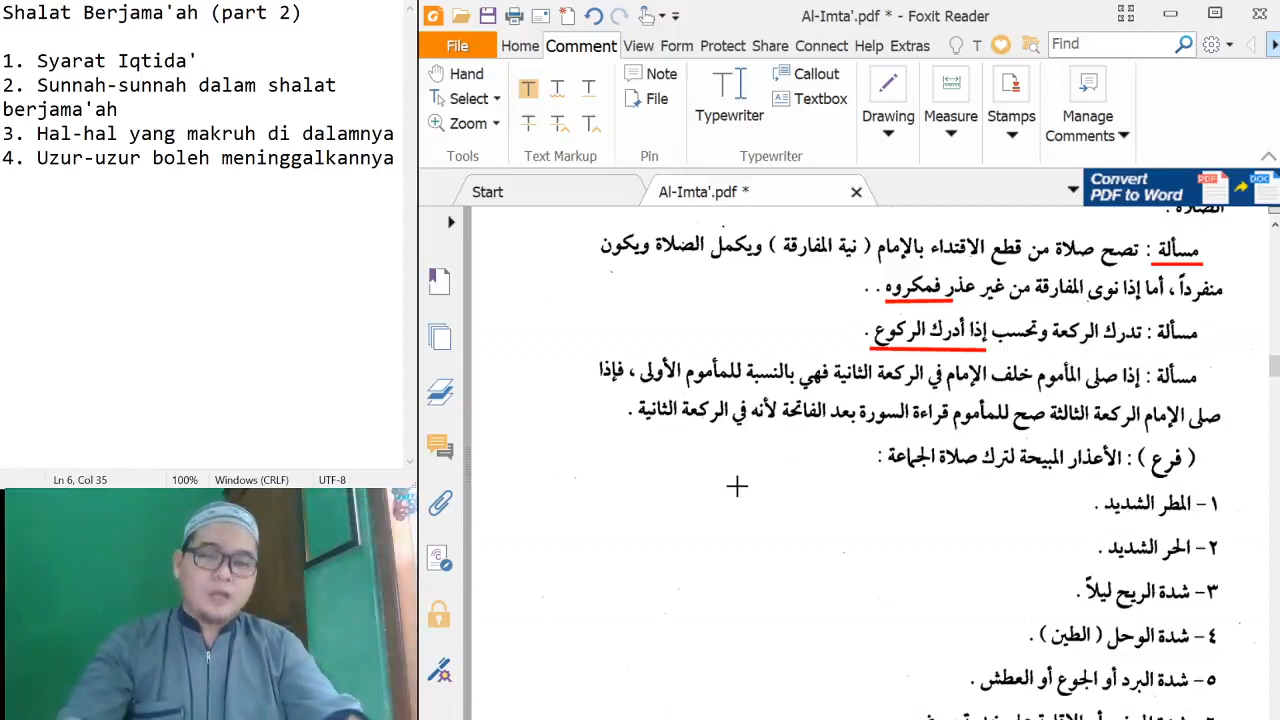 Shalat Berjama'ah (part 2)
1. Syarat Iqtida'
2. Sunnah-sunnah dalam shalat
berjama'ah
3. Hal-hal yang makruh di dalamnya
4. Uzur-uzur boleh meninggalkannya
Ln 6, Col 35 100% Windows (CRLF) UTF-8
Al-Imta'.pdf * - Foxit Reader
File Home Comment View Form Protect Share Connect Help Extras Find
Hand
Select
Zoom
Tools
Text Markup
Note
File
Pin
Typewriter
Callout
Textbox
Typewriter
Drawing
Measure
Stamps
Manage
Comments
Start
Al-Imta'.pdf *
Convert
PDF to Word
PDF
DOC
الصلاة .
مسألة : تصح صلاة من قطع الاقتداء بالإمام ( نية المفارقة ) ويكمل الصلاة ويكون
منفرداً ، أما إذا نوى المفارقة من غير عذر فمكروه . .
مسألة : تدرك الركعة وتحسب إذا أدرك الركوع .
مسألة : إذا صلى المأموم خلف الإمام في الركعة الثانية فهي بالنسبة للمأموم الأولى ، فإذا
صلى الإمام الركعة الثالثة صح للمأموم قراءة السورة بعد الفاتحة لأنه في الركعة الثانية .
( فرع ) : الأعذار المبيحة لترك صلاة الجماعة :
١- المطر الشديد .
٢- الحر الشديد .
٣- شدة الريح ليلاً .
٤- شدة الوحل ( الطين ) .
٥- شدة البرد أو الجوع أو العطش .